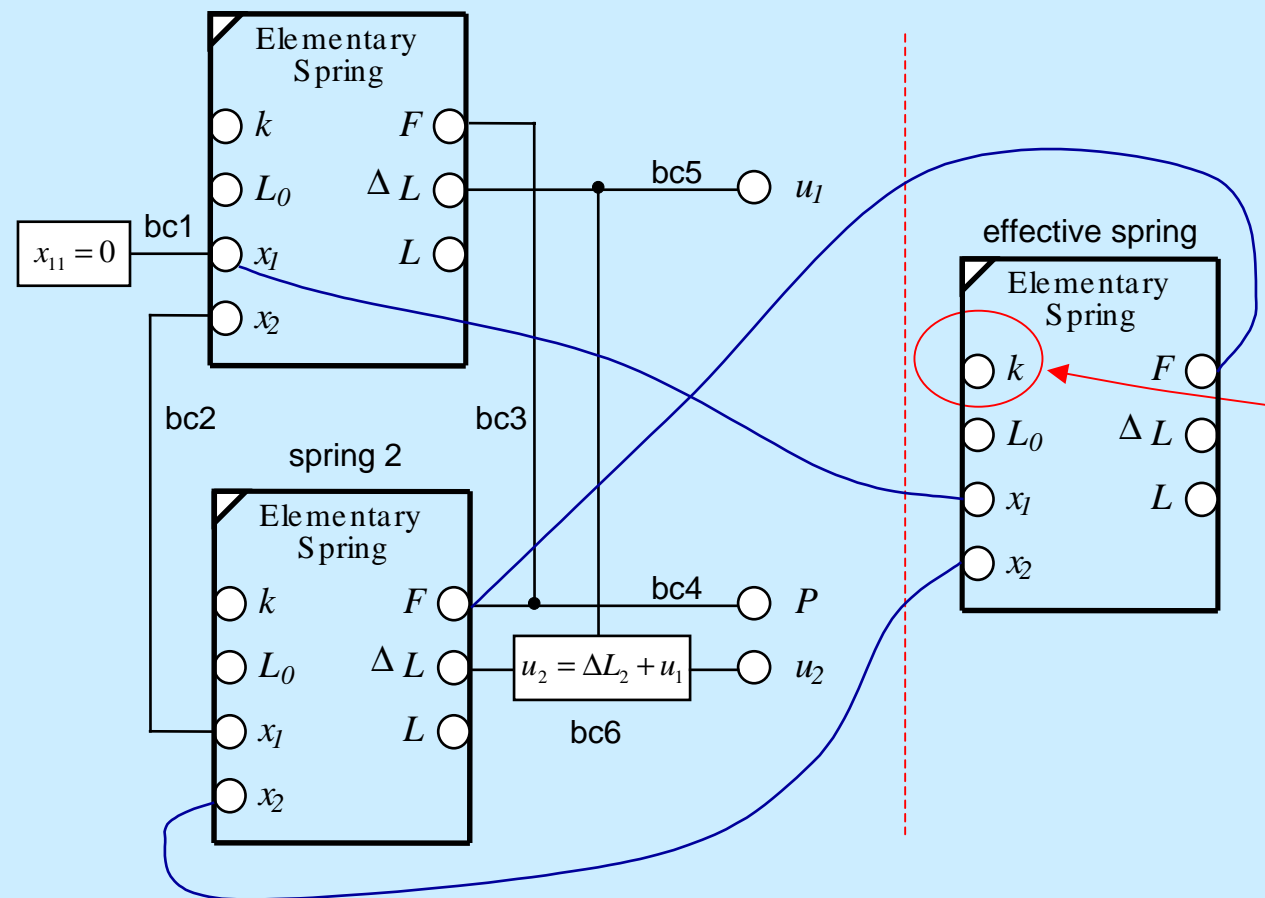 Elementary
Spring
k
F
L0
Δ L
bc5
u1
bc1
x11 = 0
x1
L
x2
bc2
bc3
spring 2
Elementary
Spring
k
F
bc4
P
L0
Δ L
u2 = ΔL2 + u1
u2
x1
L
bc6
x2
effective spring
Elementary
Spring
k
F
L0
Δ L
x1
L
x2